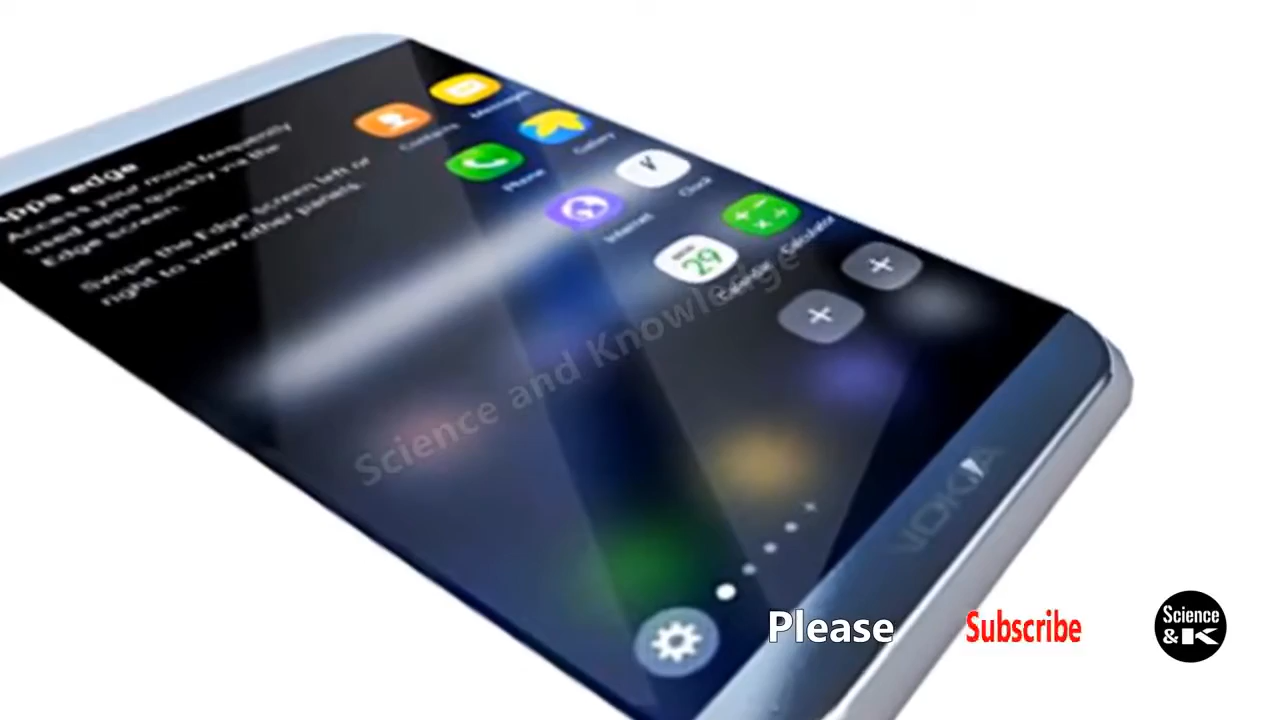 Apps edge
Access your most frequently
used apps quickly via the
Edge screen.
Swipe the Edge screen left or
right to view other panels.
Contacts
Messages
Phone
Gallery
Internet
Clock
29
Calendar
Calculator
Science and Knowledge
NOKIA
Please Subscribe
Science
& K